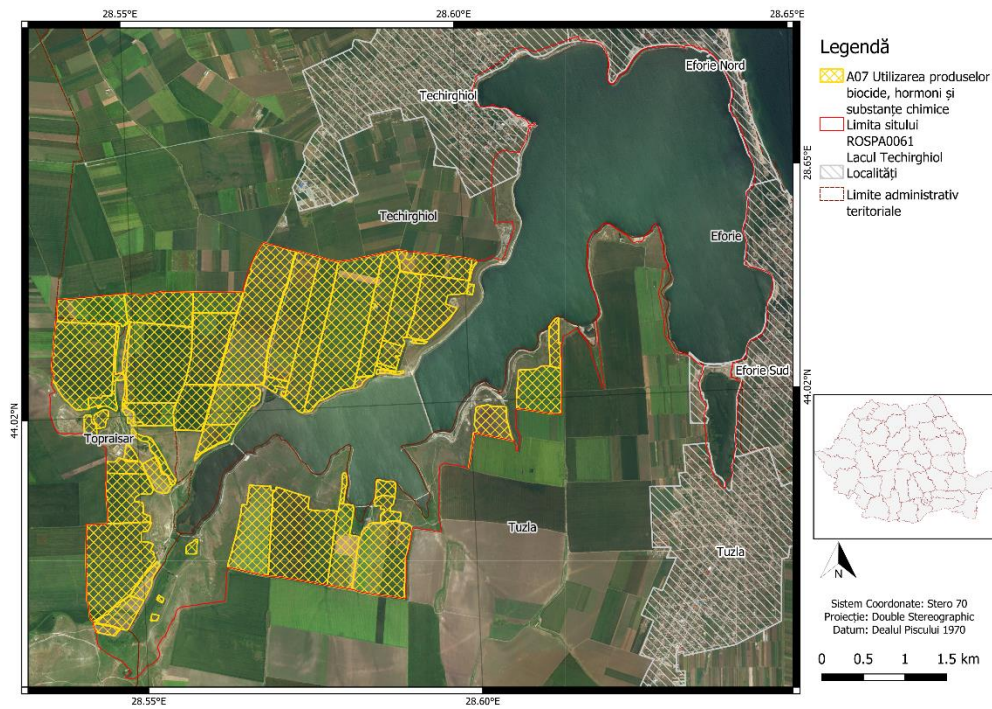 28.55°E
28.60°E
28.65°E
Eforie Nord
Techirghiol
28.65°E
Techirghiol
Eforie
Eforie Sud
44.02°N
44.02°N
Topraisar
Tuzla
Tuzla
28.55°E
28.60°E
Legendă
A07 Utilizarea produselor
biocide, hormoni și
substanțe chimice
Limita sitului
ROSPA0061
Lacul Techirghiol
Localități
Limite administrativ
teritoriale
N
Sistem Coordonate: Stero 70
Proiecție: Double Stereographic
Datum: Dealul Piscului 1970
0 0.5 1 1.5 km